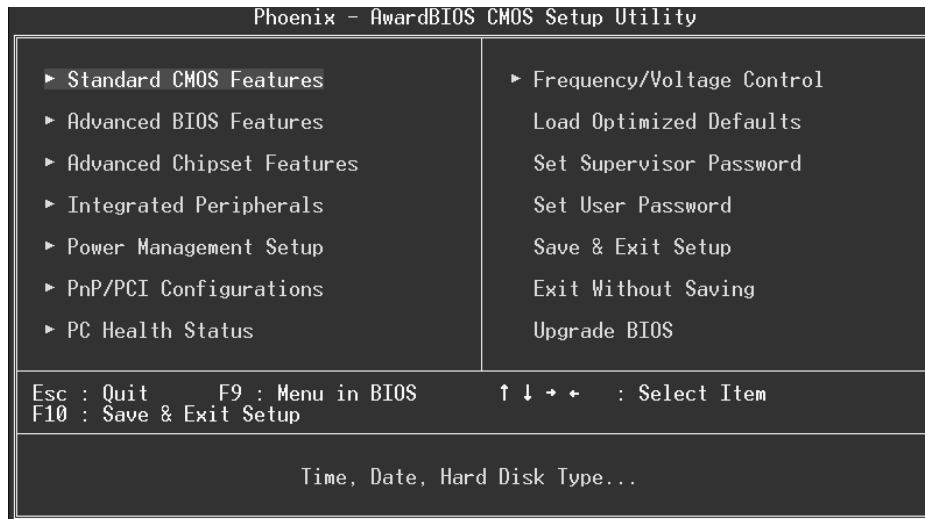 Phoenix - AwardBIOS CMOS Setup Utility
► Standard CMOS Features
► Advanced BIOS Features
► Advanced Chipset Features
► Integrated Peripherals
► Power Management Setup
► PnP/PCI Configurations
► PC Health Status
► Frequency/Voltage Control
Load Optimized Defaults
Set Supervisor Password
Set User Password
Save & Exit Setup
Exit Without Saving
Upgrade BIOS
Esc : Quit F9 : Menu in BIOS ↑ ↓ → ← : Select Item
F10 : Save & Exit Setup
Time, Date, Hard Disk Type...